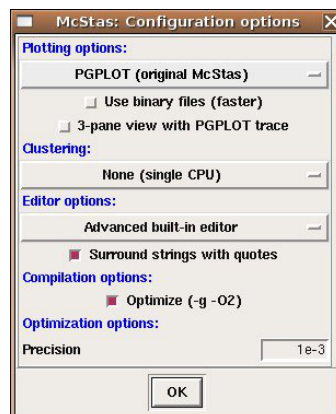 McStas: Configuration options
Plotting options:
PGPLOT (original McStas)
Use binary files (faster)
3-pane view with PGPLOT trace
Clustering:
None (single CPU)
Editor options:
Advanced built-in editor
Surround strings with quotes
Compilation options:
Optimize (-g -O2)
Optimization options:
Precision 1e-3
OK